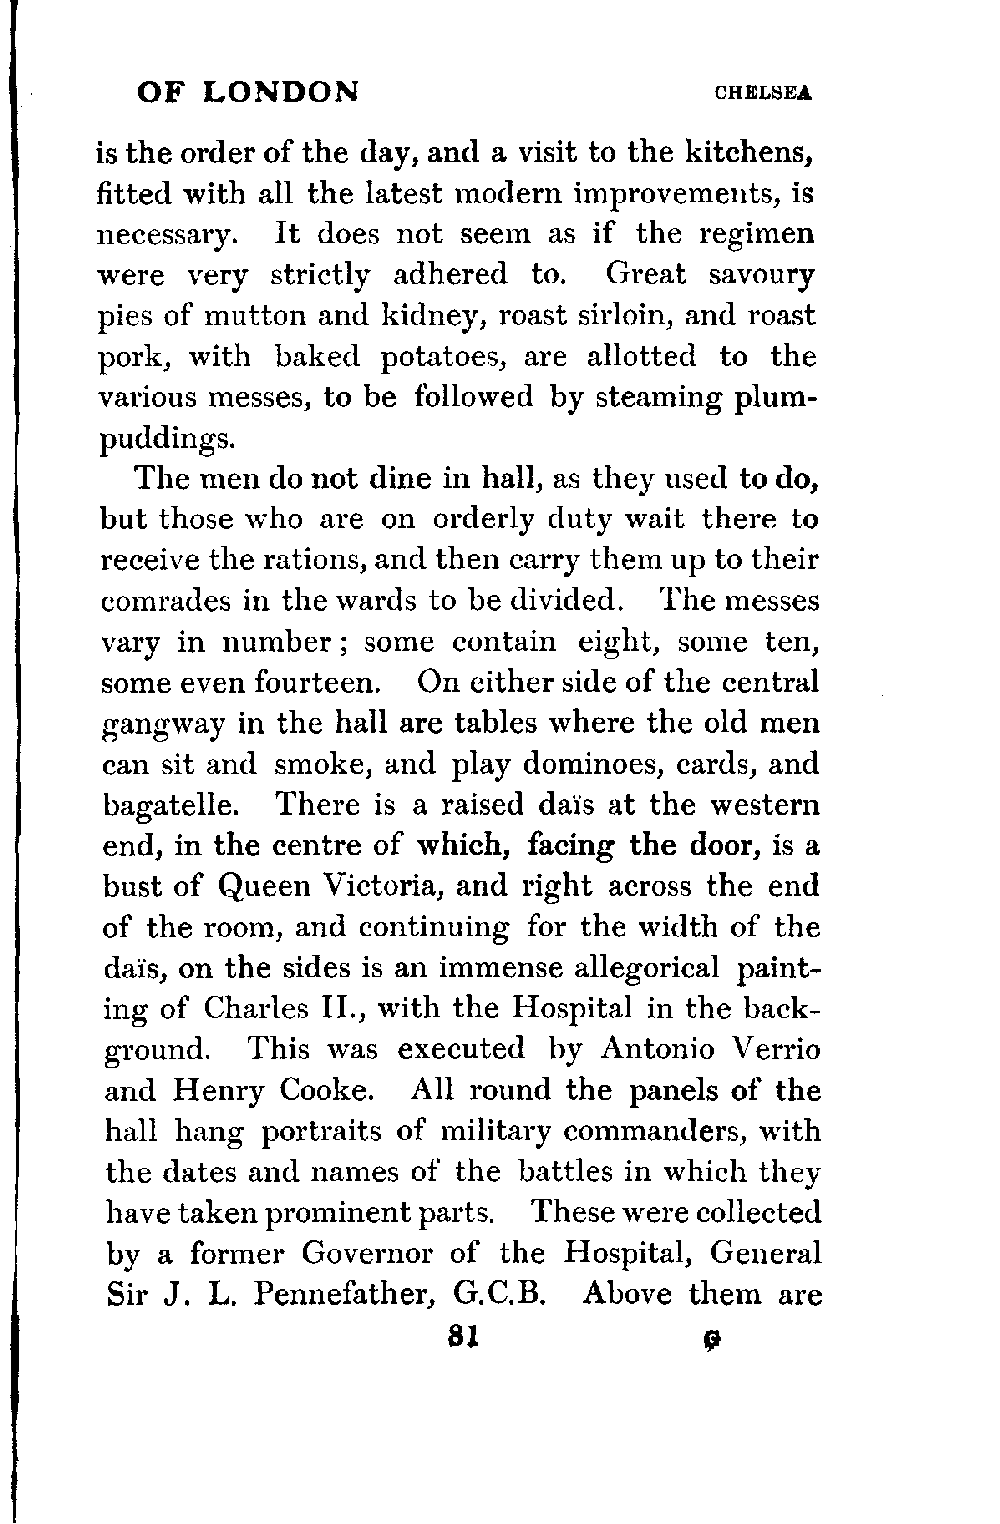 OF LONDON CHELSEA
is the order of the day, and a visit to the kitchens,
fitted with all the latest modern improvements, is
necessary. It does not seem as if the regimen
were very strictly adhered to. Great savoury
pies of mutton and kidney, roast sirloin, and roast
pork, with baked potatoes, are allotted to the
various messes, to be followed by steaming plum-
puddings.
The men do not dine in hall, as they used to do,
but those who are on orderly duty wait there to
receive the rations, and then carry them up to their
comrades in the wards to be divided. The messes
vary in number; some contain eight, some ten,
some even fourteen. On either side of the central
gangway in the hall are tables where the old men
can sit and smoke, and play dominoes, cards, and
bagatelle. There is a raised daïs at the western
end, in the centre of which, facing the door, is a
bust of Queen Victoria, and right across the end
of the room, and continuing for the width of the
daïs, on the sides is an immense allegorical paint-
ing of Charles II., with the Hospital in the back-
ground. This was executed by Antonio Verrio
and Henry Cooke. All round the panels of the
hall hang portraits of military commanders, with
the dates and names of the battles in which they
have taken prominent parts. These were collected
by a former Governor of the Hospital, General
Sir J. L. Pennefather, G.C.B. Above them are
81 G